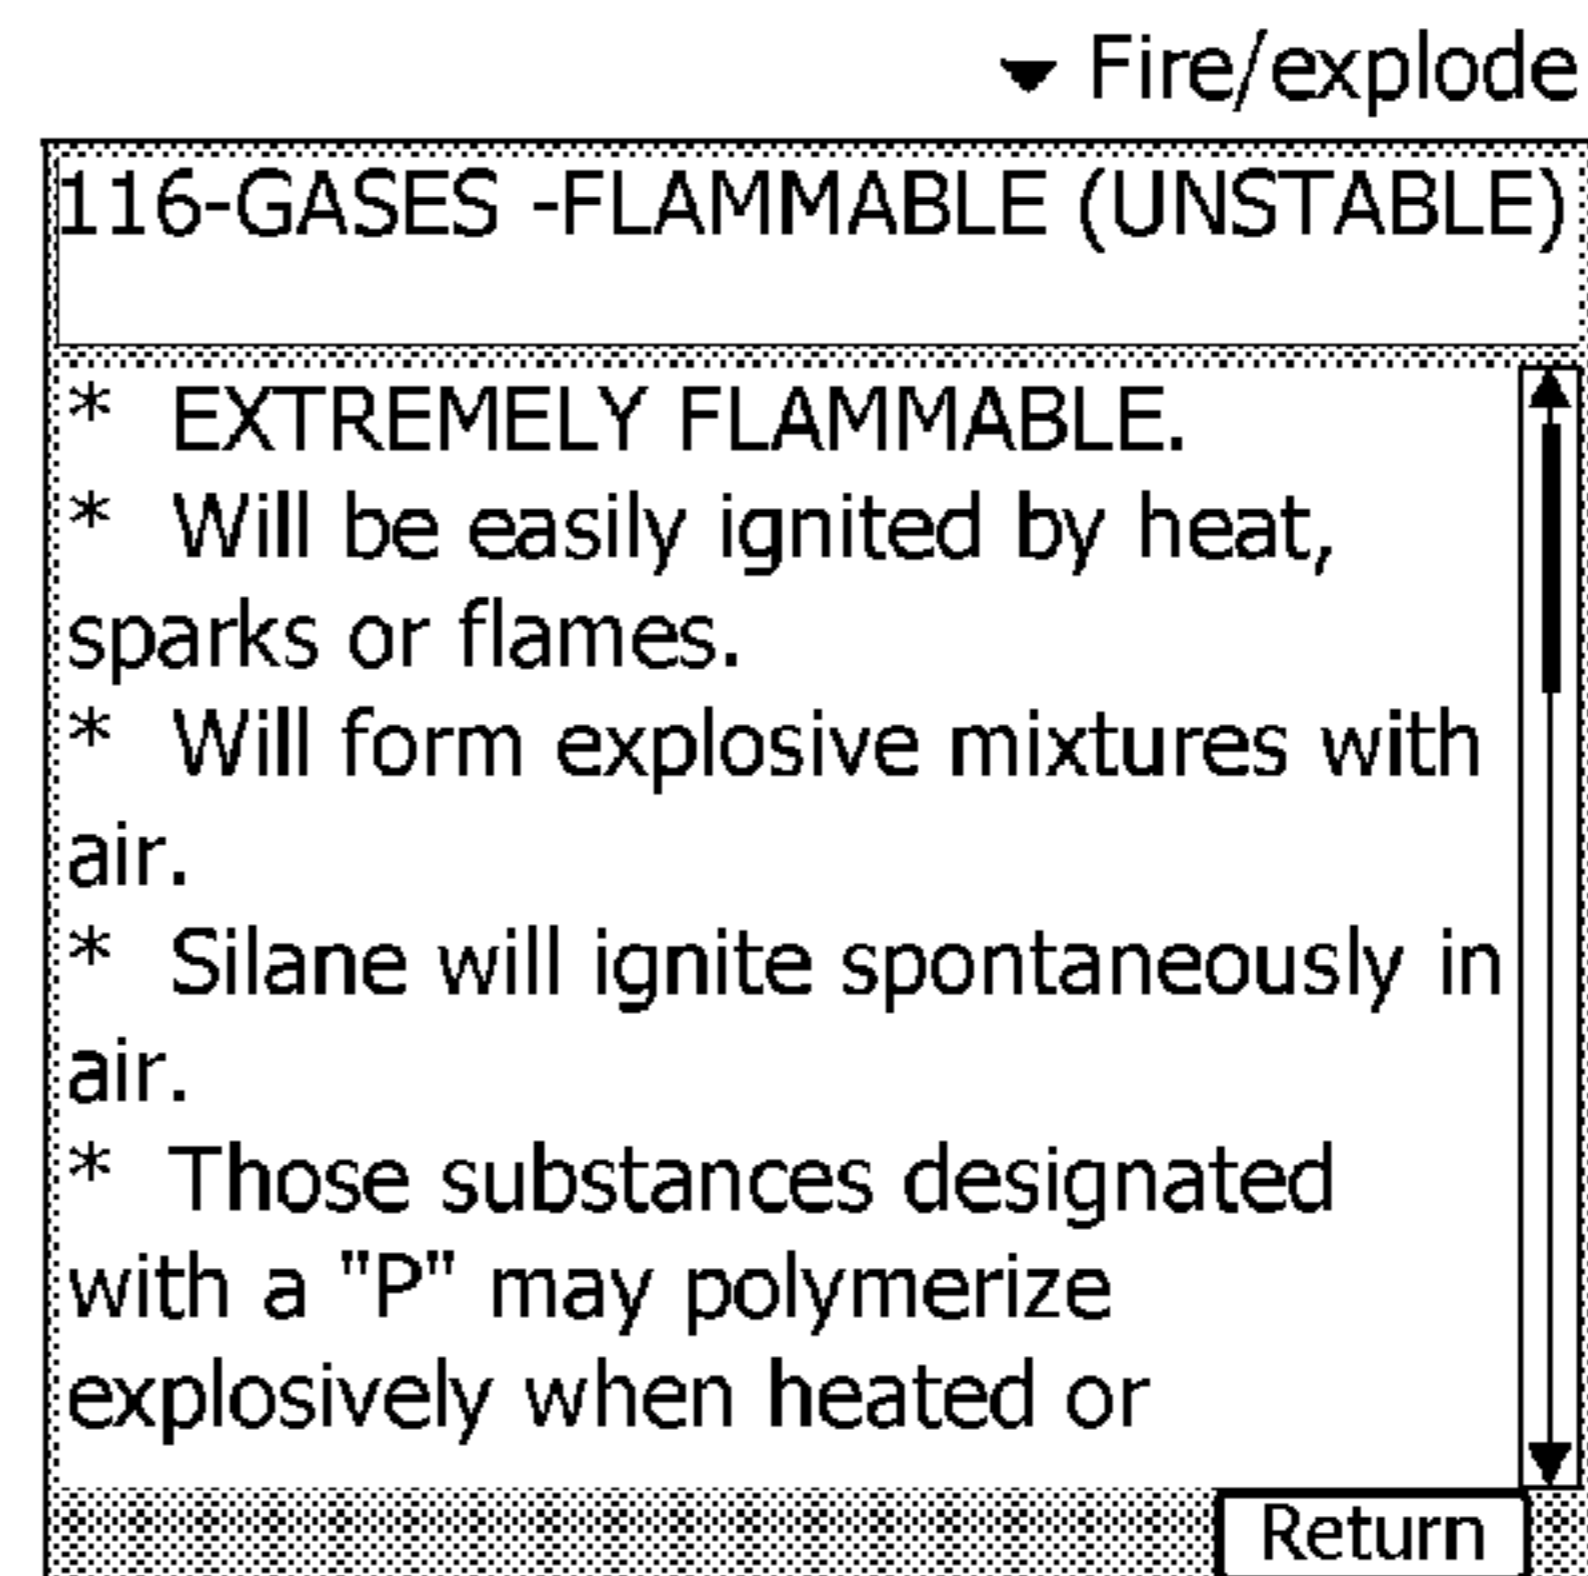 Fire/explode
116-GASES -FLAMMABLE (UNSTABLE)
* EXTREMELY FLAMMABLE.
* Will be easily ignited by heat,
sparks or flames.
* Will form explosive mixtures with
air.
* Silane will ignite spontaneously in
air.
* Those substances designated
with a "P" may polymerize
explosively when heated or
Return